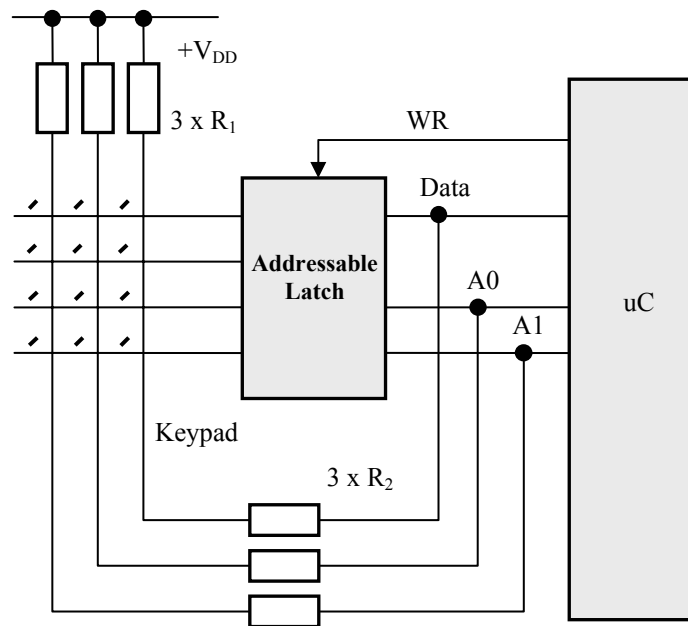 +V_DD
3 x R_1
WR
Data
Addressable
Latch
A0
uC
A1
Keypad
3 x R_2